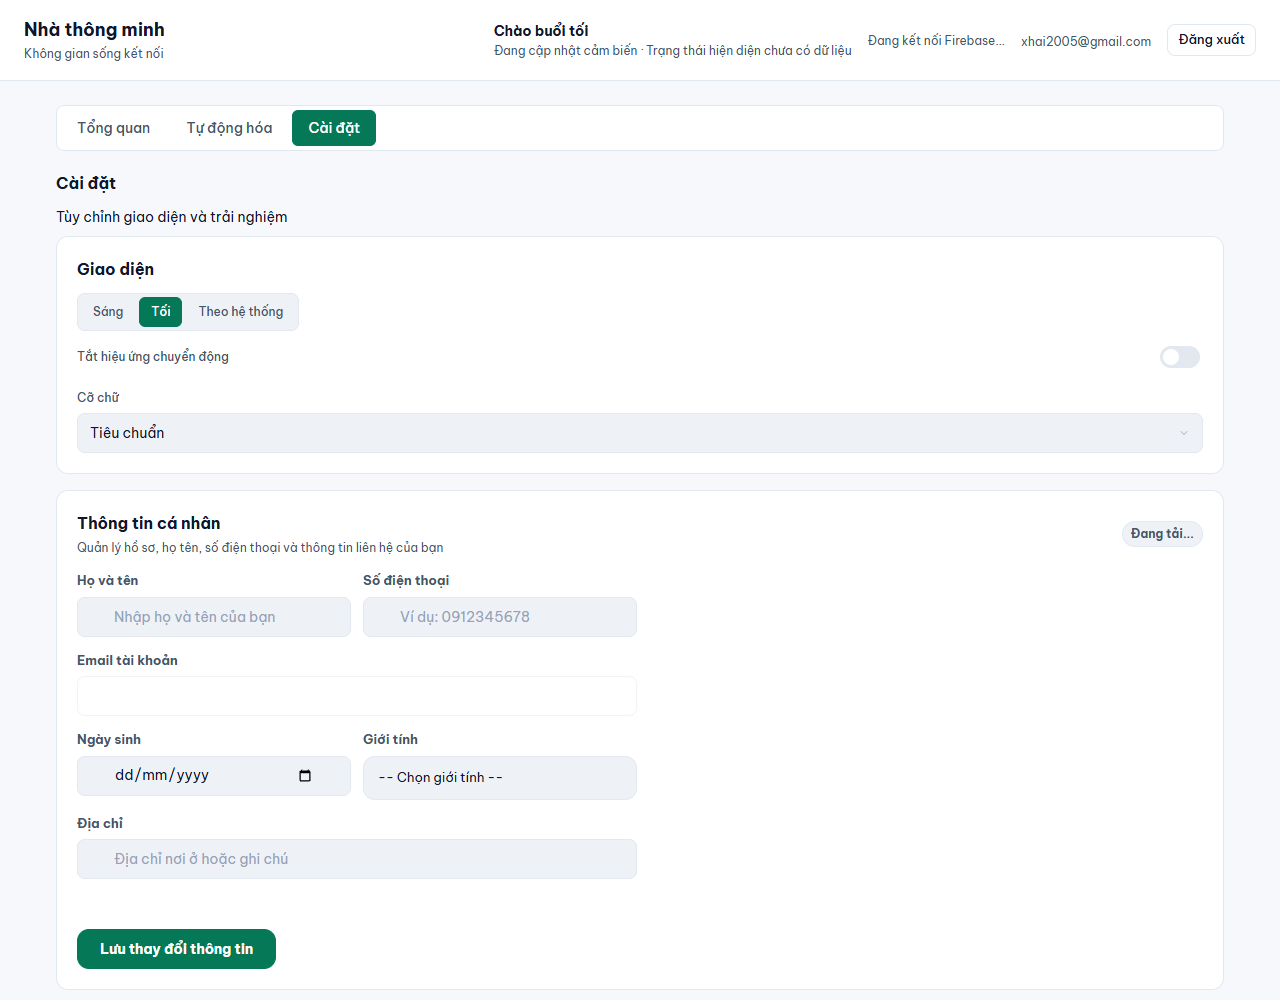 Nhà thông minh
Không gian sống kết nối
Chào buổi tối
Đang cập nhật cảm biến · Trạng thái hiện diện chưa có dữ liệu
Đang kết nối Firebase...
xhai2005@gmail.com
Đăng xuất
Tổng quan
Tự động hóa
Cài đặt
Cài đặt
Tùy chỉnh giao diện và trải nghiệm
Giao diện
Sáng
Tối
Theo hệ thống
Tắt hiệu ứng chuyển động
Cỡ chữ
Tiêu chuẩn
Thông tin cá nhân
Quản lý hồ sơ, họ tên, số điện thoại và thông tin liên hệ của bạn
Đang tải...
Họ và tên
Số điện thoại
Nhập họ và tên của bạn
Ví dụ: 0912345678
Email tài khoản
Ngày sinh
Giới tính
dd/mm/yyyy
-- Chọn giới tính --
Địa chỉ
Địa chỉ nơi ở hoặc ghi chú
Lưu thay đổi thông tin